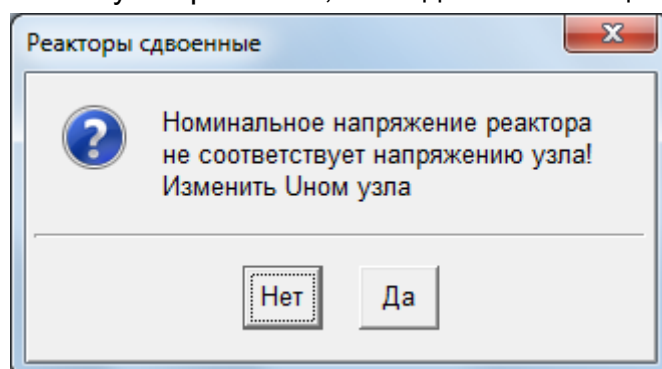 Реакторы сдвоенные
Номинальное напряжение реактора
не соответствует напряжению узла!
Изменить Uном узла
Нет
Да